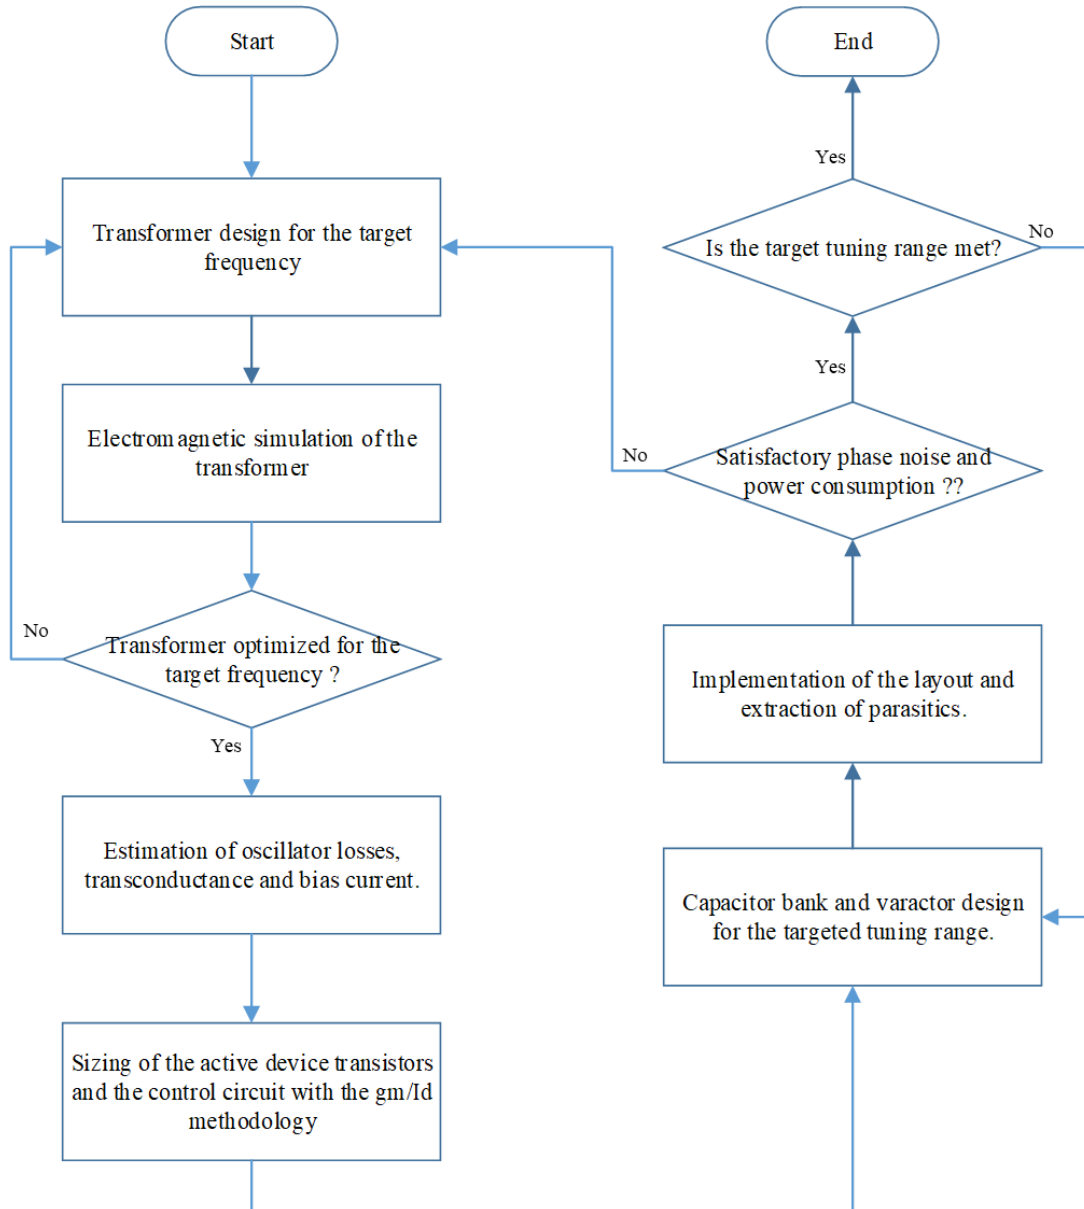 Start
Transformer design for the target
frequency
Electromagnetic simulation of the
transformer
No
Transformer optimized for the
target frequency ?
Yes
Estimation of oscillator losses,
transconductance and bias current.
Sizing of the active device transistors
and the control circuit with the gm/Id
methodology
End
Yes
Is the target tuning range met?
No
Yes
No
Satisfactory phase noise and
power consumption ??
Implementation of the layout and
extraction of parasitics.
Capacitor bank and varactor design
for the targeted tuning range.